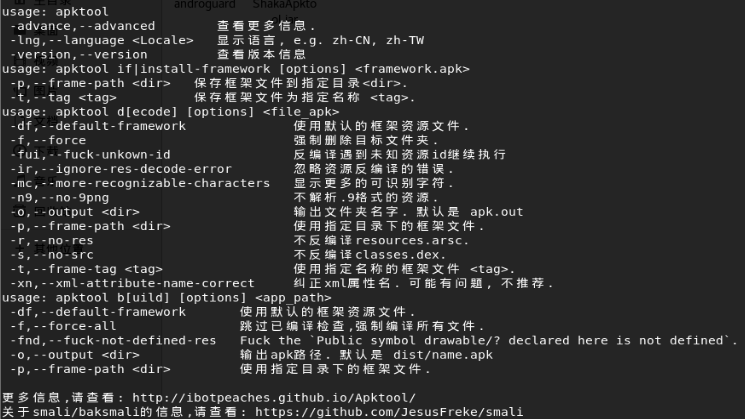 androguard ShakaApkto
usage: apktool
-advance,--advanced 查看更多信息.
-lng,--language <Locale> 显示语言, e.g. zh-CN, zh-TW
-version,--version 查看版本信息
usage: apktool if|install-framework [options] <framework.apk>
-p,--frame-path <dir> 保存框架文件到指定目录<dir>.
-t,--tag <tag> 保存框架文件为指定名称 <tag>.
usage: apktool d[ecode] [options] <file_apk>
-df,--default-framework 使用默认的框架资源文件.
-f,--force 强制删除目标文件夹.
-fui,--fuck-unkown-id 反编译遇到未知资源id继续执行
-ir,--ignore-res-decode-error 忽略资源反编译的错误.
-mc,--more-recognizable-characters 显示更多的可识别字符.
-n9,--no-9png 不解析.9格式的资源.
-o,--output <dir> 输出文件夹名字. 默认是 apk.out
-p,--frame-path <dir> 使用指定目录下的框架文件.
-r,--no-res 不反编译resources.arsc.
-s,--no-src 不反编译classes.dex.
-t,--frame-tag <tag> 使用指定名称的框架文件 <tag>.
-xn,--xml-attribute-name-correct 纠正xml属性名. 可能有问题, 不推荐.
usage: apktool b[uild] [options] <app_path>
-df,--default-framework 使用默认的框架资源文件.
-f,--force-all 跳过已编译检查,强制编译所有文件.
-fnd,--fuck-not-defined-res Fuck the `Public symbol drawable/? declared here is not defined`.
-o,--output <dir> 输出apk路径. 默认是 dist/name.apk
-p,--frame-path <dir> 使用指定目录下的框架文件.
更多信息,请查看: http://ibotpeaches.github.io/Apktool/
关于smali/baksmali的信息,请查看: https://github.com/JesusFreke/smali